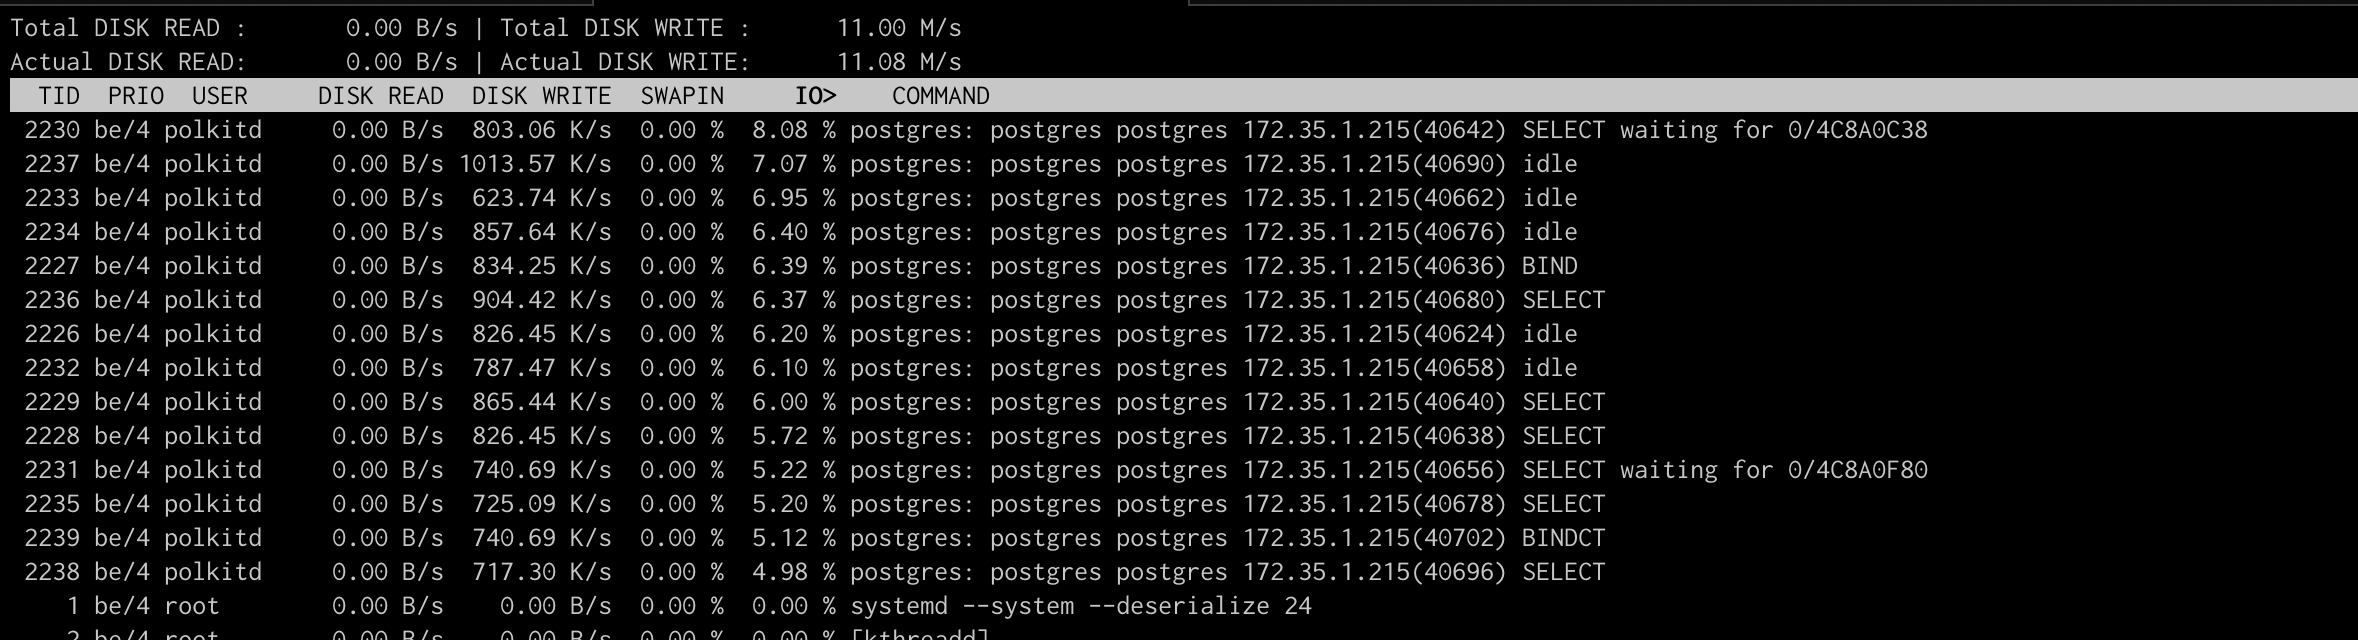 Total DISK READ :       0.00 B/s | Total DISK WRITE :      11.00 M/s
Actual DISK READ:       0.00 B/s | Actual DISK WRITE:      11.08 M/s
  TID  PRIO  USER     DISK READ  DISK WRITE  SWAPIN     IO>    COMMAND
 2230 be/4 polkitd     0.00 B/s  803.06 K/s  0.00 %  8.08 % postgres: postgres postgres 172.35.1.215(40642) SELECT waiting for 0/4C8A0C38
 2237 be/4 polkitd     0.00 B/s 1013.57 K/s  0.00 %  7.07 % postgres: postgres postgres 172.35.1.215(40690) idle
 2233 be/4 polkitd     0.00 B/s  623.74 K/s  0.00 %  6.95 % postgres: postgres postgres 172.35.1.215(40662) idle
 2234 be/4 polkitd     0.00 B/s  857.64 K/s  0.00 %  6.40 % postgres: postgres postgres 172.35.1.215(40676) idle
 2227 be/4 polkitd     0.00 B/s  834.25 K/s  0.00 %  6.39 % postgres: postgres postgres 172.35.1.215(40636) BIND
 2236 be/4 polkitd     0.00 B/s  904.42 K/s  0.00 %  6.37 % postgres: postgres postgres 172.35.1.215(40680) SELECT
 2226 be/4 polkitd     0.00 B/s  826.45 K/s  0.00 %  6.20 % postgres: postgres postgres 172.35.1.215(40624) idle
 2232 be/4 polkitd     0.00 B/s  787.47 K/s  0.00 %  6.10 % postgres: postgres postgres 172.35.1.215(40658) idle
 2229 be/4 polkitd     0.00 B/s  865.44 K/s  0.00 %  6.00 % postgres: postgres postgres 172.35.1.215(40640) SELECT
 2228 be/4 polkitd     0.00 B/s  826.45 K/s  0.00 %  5.72 % postgres: postgres postgres 172.35.1.215(40638) SELECT
 2231 be/4 polkitd     0.00 B/s  740.69 K/s  0.00 %  5.22 % postgres: postgres postgres 172.35.1.215(40656) SELECT waiting for 0/4C8A0F80
 2235 be/4 polkitd     0.00 B/s  725.09 K/s  0.00 %  5.20 % postgres: postgres postgres 172.35.1.215(40678) SELECT
 2239 be/4 polkitd     0.00 B/s  740.69 K/s  0.00 %  5.12 % postgres: postgres postgres 172.35.1.215(40702) BINDCT
 2238 be/4 polkitd     0.00 B/s  717.30 K/s  0.00 %  4.98 % postgres: postgres postgres 172.35.1.215(40696) SELECT
    1 be/4 root        0.00 B/s    0.00 B/s  0.00 %  0.00 % systemd --system --deserialize 24
    2 be/4 root        0.00 B/s    0.00 B/s  0.00 %  0.00 % [kthreadd]